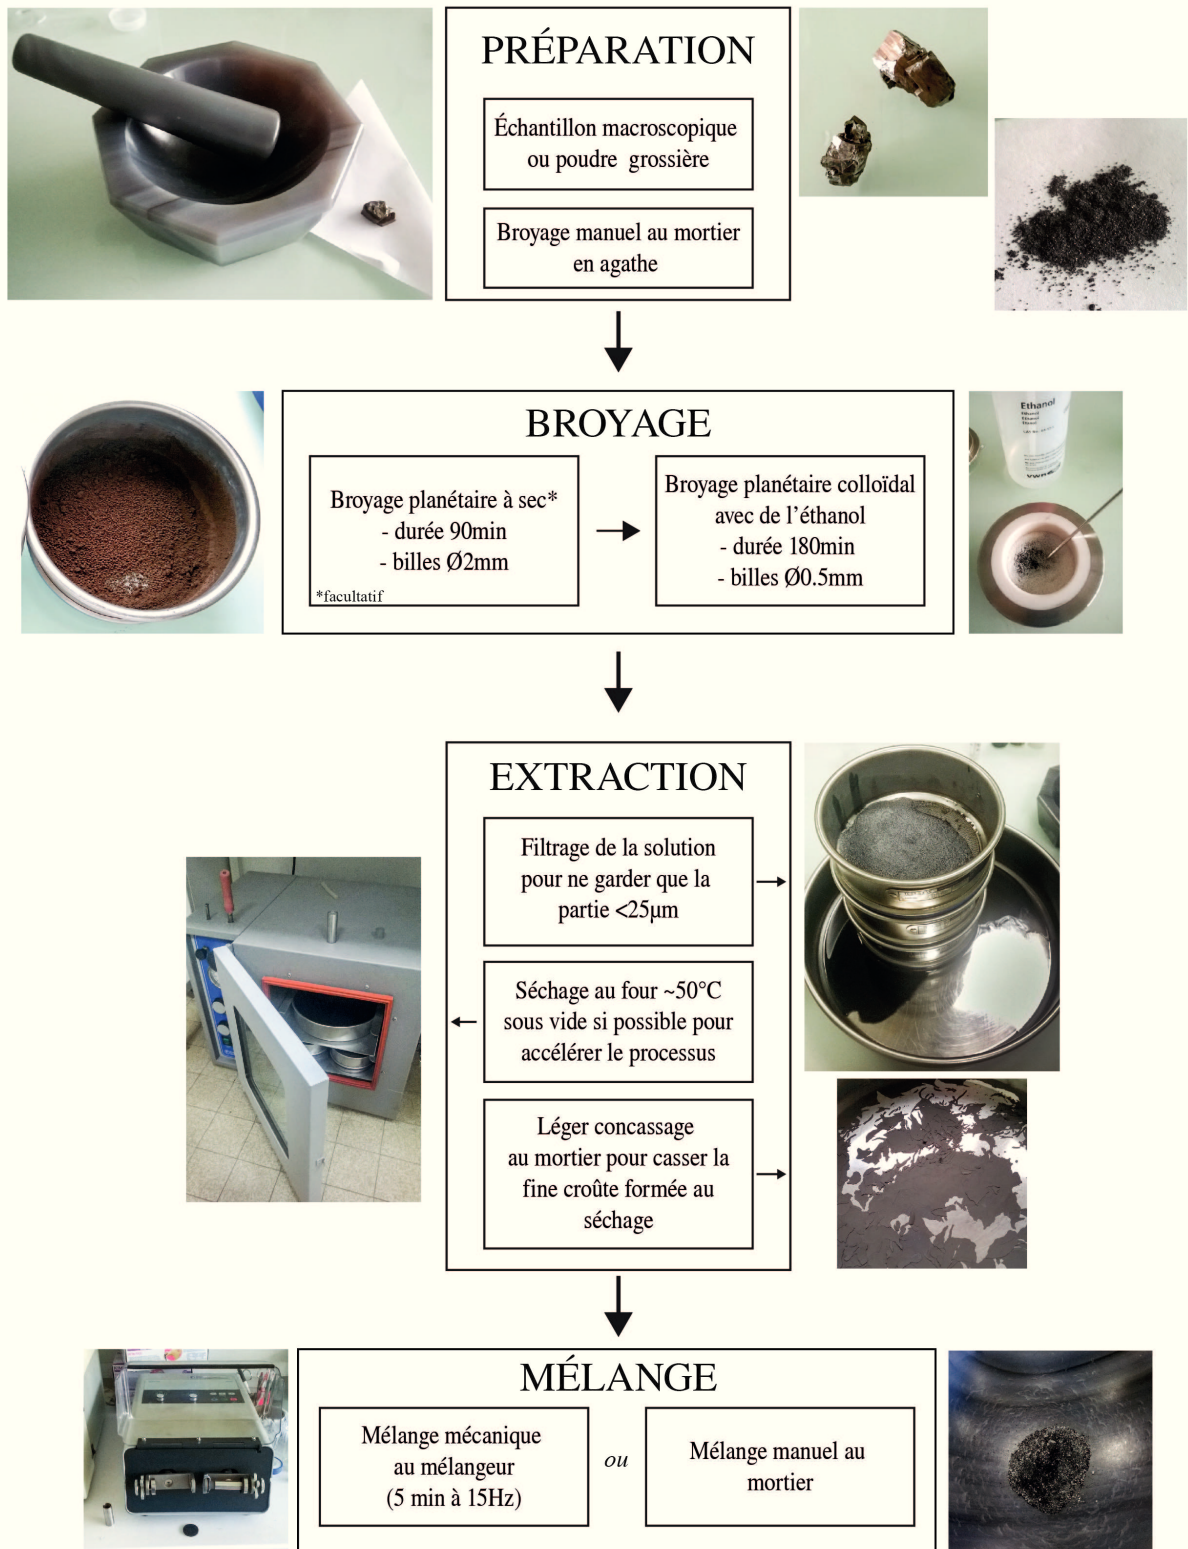 PRÉPARATION
Échantillon macroscopique
ou poudre grossière
Broyage manuel au mortier
en agathe
BROYAGE
Broyage planétaire à sec*
- durée 90min
- billes Ø2mm
*facultatif
Broyage planétaire colloïdal
avec de l'éthanol
- durée 180min
- billes Ø0.5mm
Ethanol
VWR
EXTRACTION
Filtrage de la solution
pour ne garder que la
partie <25µm
Séchage au four ~50°C
sous vide si possible pour
accélérer le processus
Léger concassage
au mortier pour casser la
fine croûte formée au
séchage
MÉLANGE
Mélange mécanique
au mélangeur
(5 min à 15Hz)
ou
Mélange manuel au
mortier